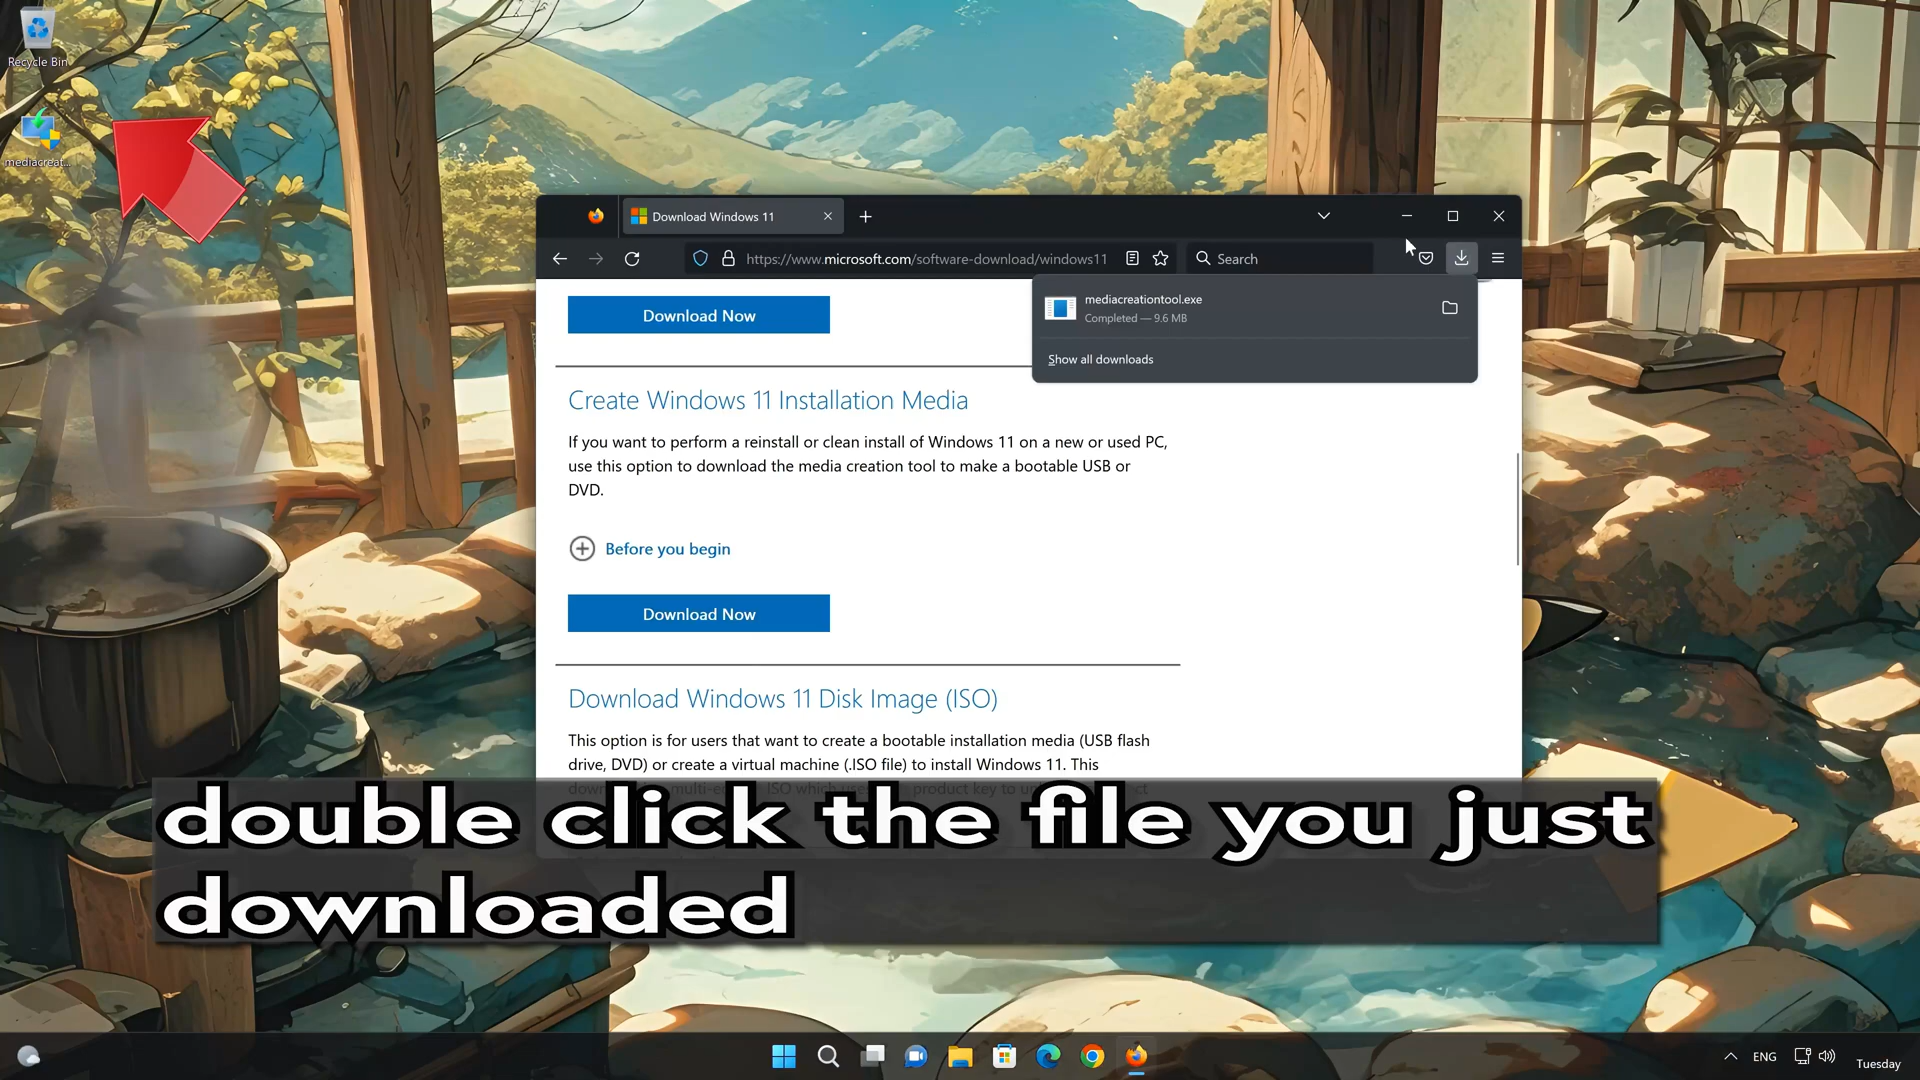 Recycle Bin
mediacreat...
Download Windows 11
https://www.microsoft.com/software-download/windows11
Search
mediacreationtool.exe
Completed — 9.6 MB
Show all downloads
Download Now
Create Windows 11 Installation Media
If you want to perform a reinstall or clean install of Windows 11 on a new or used PC,
use this option to download the media creation tool to make a bootable USB or
DVD.
Before you begin
Download Now
Download Windows 11 Disk Image (ISO)
This option is for users that want to create a bootable installation media (USB flash
drive, DVD) or create a virtual machine (.ISO file) to install Windows 11. This
ISO which product key to
double click the file you just
downloaded
ENG
Tuesday